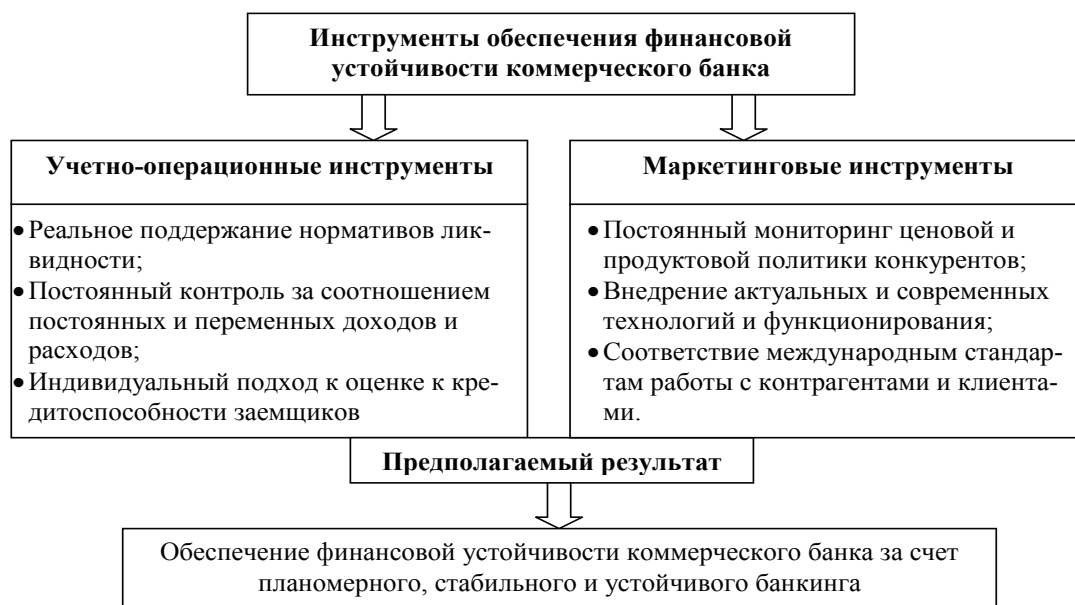 Инструменты обеспечения финансовой
устойчивости коммерческого банка
Учетно-операционные инструменты
• Реальное поддержание нормативов лик-
видности;
• Постоянный контроль за соотношением
постоянных и переменных доходов и
расходов;
• Индивидуальный подход к оценке к кре-
дитоспособности заемщиков
Маркетинговые инструменты
• Постоянный мониторинг ценовой и
продуктовой политики конкурентов;
• Внедрение актуальных и современных
технологий и функционирования;
• Соответствие международным стандар-
там работы с контрагентами и клиента-
ми.
Предполагаемый результат
Обеспечение финансовой устойчивости коммерческого банка за счет
планомерного, стабильного и устойчивого банкинга